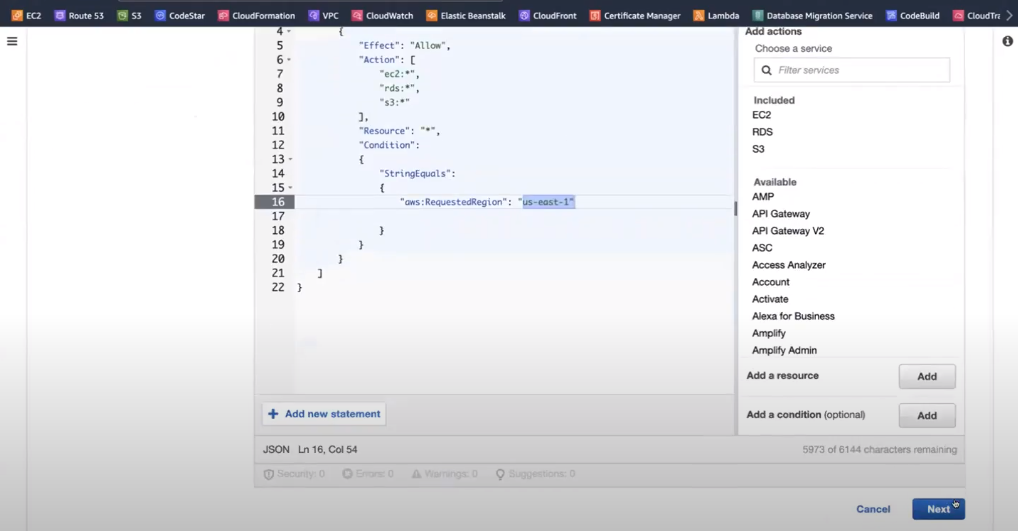 EC2 Route 53 S3 CodeStar CloudFormation VPC CloudWatch Elastic Beanstalk CloudFront Certificate Manager Lambda Database Migration Service CodeBuild CloudTra
4 {
5 "Effect": "Allow",
6 "Action": [
7 "ec2:*",
8 "rds:*",
9 "s3:*"
10 ],
11 "Resource": "*",
12 "Condition":
13 {
14 "StringEquals":
15 {
16 "aws:RequestedRegion": "us-east-1"
17
18 }
19 }
20 }
21 ]
22 }
+ Add new statement
JSON Ln 16, Col 54
5973 of 6144 characters remaining
Security: 0 Errors: 0 Warnings: 0 Suggestions: 0
Add actions
Choose a service
Filter services
Included
EC2
RDS
S3
Available
AMP
API Gateway
API Gateway V2
ASC
Access Analyzer
Account
Activate
Alexa for Business
Amplify
Amplify Admin
Add a resource Add
Add a condition (optional) Add
Cancel Next